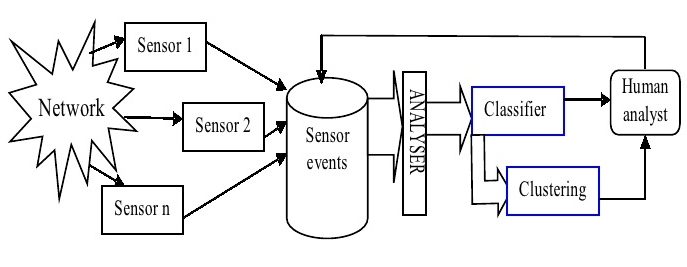 Sensor 1
Network
Sensor 2
Sensor n
Sensor
events
ANALYSER
Classifier
Clustering
Human
analyst